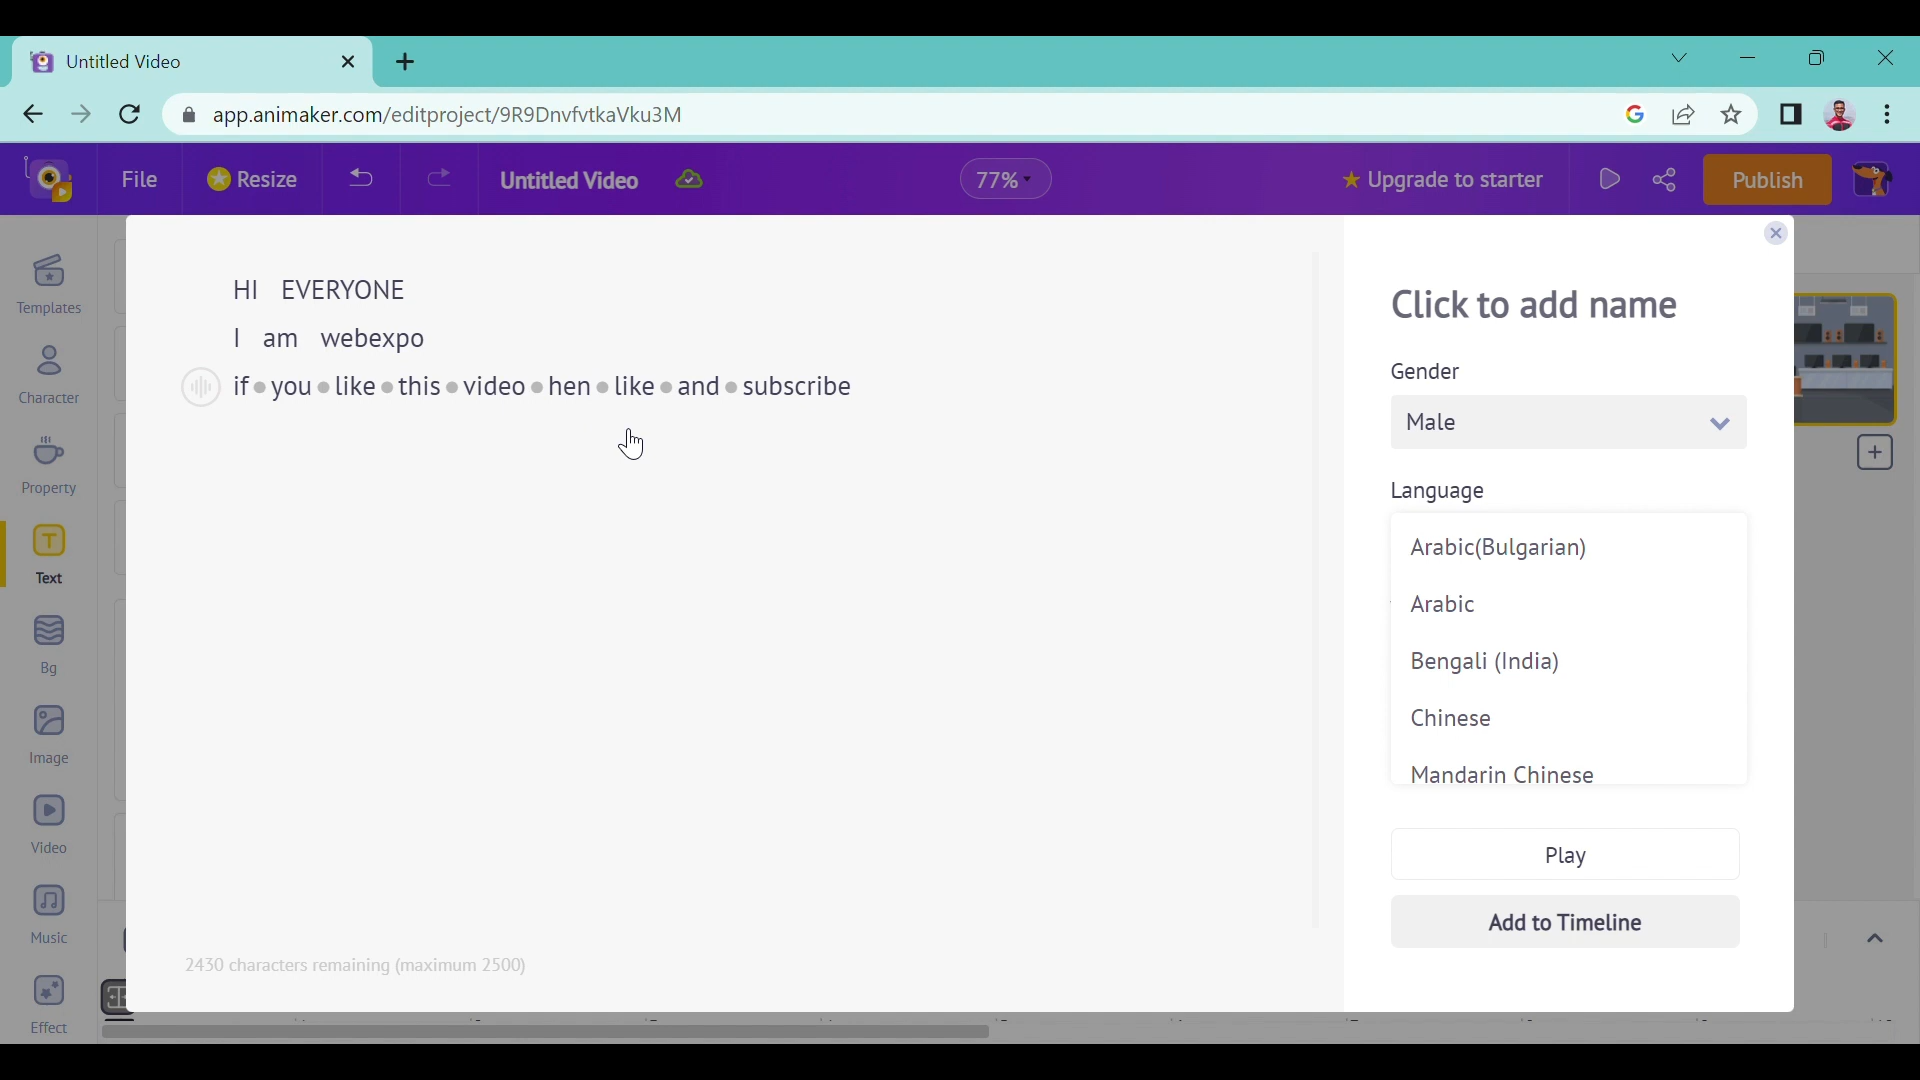 Untitled Video
app.animaker.com/editproject/9R9DnvfvtkaVku3M
File
Resize
Untitled Video
77%
Upgrade to starter
Publish
Templates
Character
Property
Text
Bg
Image
Video
Music
Effect
HI EVERYONE
I am webexpo
if you like this video hen like and subscribe
2430 characters remaining (maximum 2500)
Click to add name
Gender
Male
Language
Arabic(Bulgarian)
Arabic
Bengali (India)
Chinese
Mandarin Chinese
Play
Add to Timeline